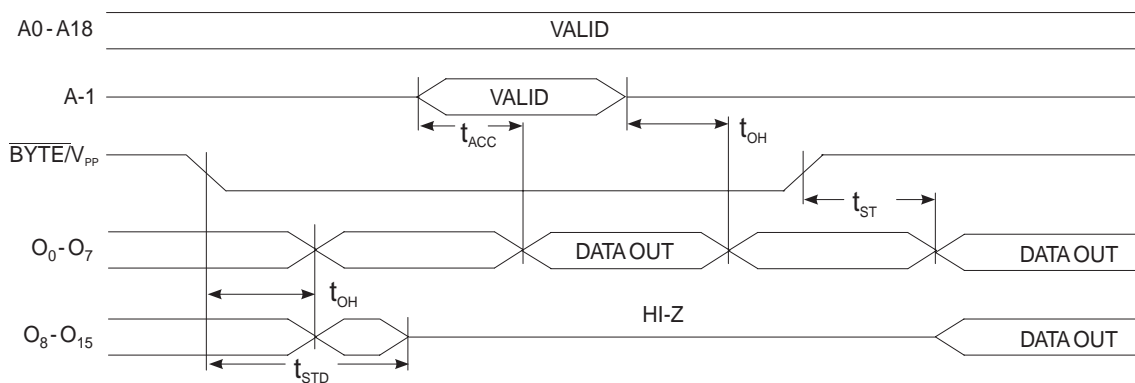 A0-A18 VALID
A-1 VALID
tACC tOH
BYTE/VPP
tST
O0-O7 DATA OUT DATA OUT
tOH
HI-Z
O8-O15 DATA OUT
tSTD